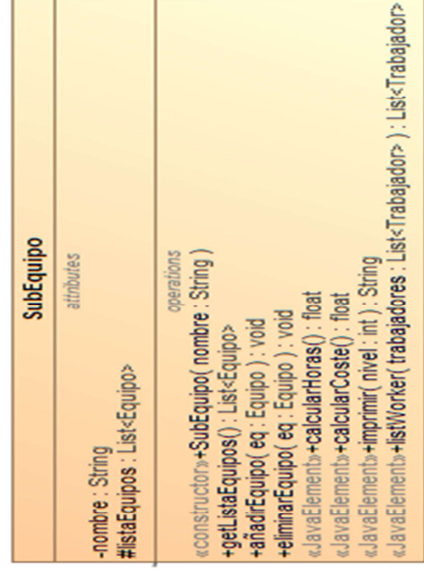 SubEquipo
attributes
-nombre : String
#listaEquipos : List<Equipo>
operations
«constructor»+SubEquipo( nombre : String )
+getListaEquipos() : List<Equipo>
+añadirEquipo( eq : Equipo ) : void
+eliminarEquipo( eq : Equipo ) : void
«JavaElement»+calcularHoras() : float
«JavaElement»+calcularCoste() : float
«JavaElement»+imprimir( nivel : int ) : String
«JavaElement»+listWorker( trabajadores : List<Trabajador> ) : List<Trabajador>